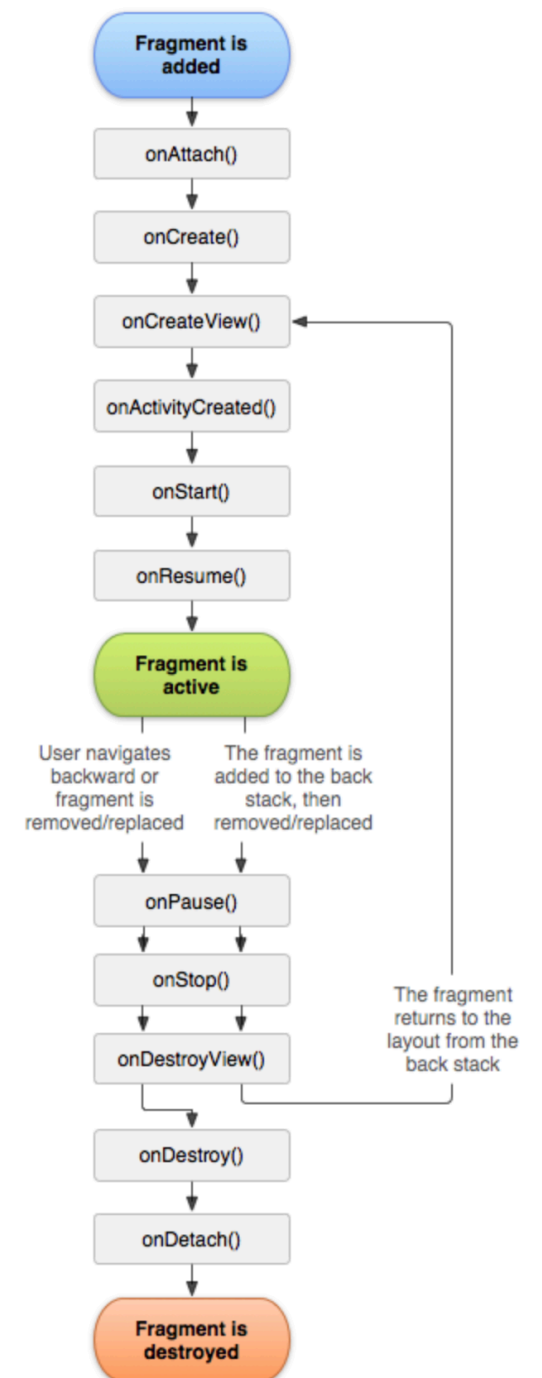 Fragment is
added
onAttach()
onCreate()
onCreateView()
onActivityCreated()
onStart()
onResume()
Fragment is
active
User navigates
backward or
fragment is
removed/replaced
The fragment is
added to the back
stack, then
removed/replaced
onPause()
onStop()
The fragment
returns to the
layout from the
back stack
onDestroyView()
onDestroy()
onDetach()
Fragment is
destroyed